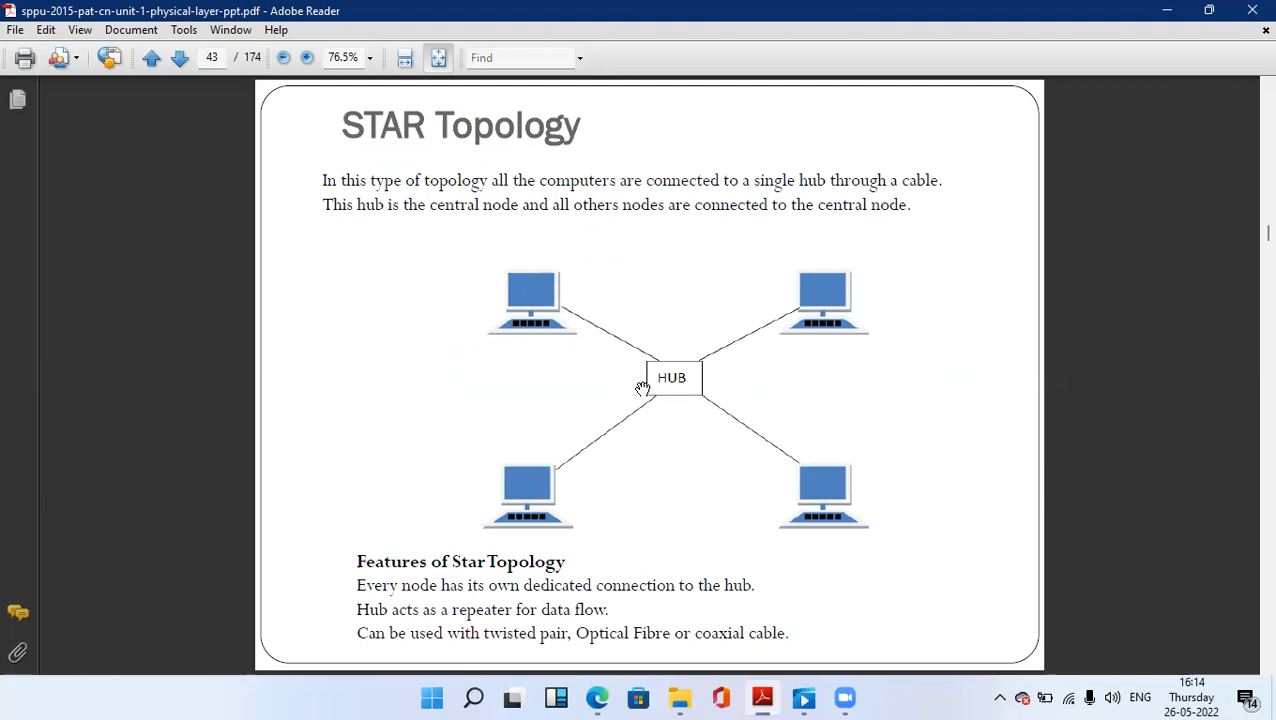 sppu-2015-pat-cn-unit-1-physical-layer-ppt.pdf - Adobe Reader
File Edit View Document Tools Window Help
43 / 174 76.5% Find
STAR Topology
In this type of topology all the computers are connected to a single hub through a cable.
This hub is the central node and all others nodes are connected to the central node.
HUB
Features of Star Topology
Every node has its own dedicated connection to the hub.
Hub acts as a repeater for data flow.
Can be used with twisted pair, Optical Fibre or coaxial cable.
16:14
ENG Thursday
26-05-2022
14